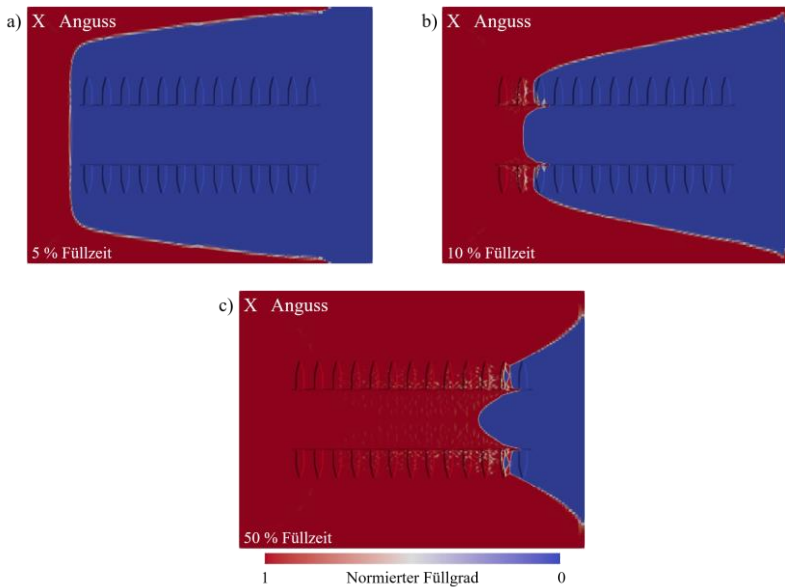 a)
X Anguss
5 % Füllzeit
b)
X Anguss
10 % Füllzeit
c)
X Anguss
50 % Füllzeit
1 Normierter Füllgrad 0